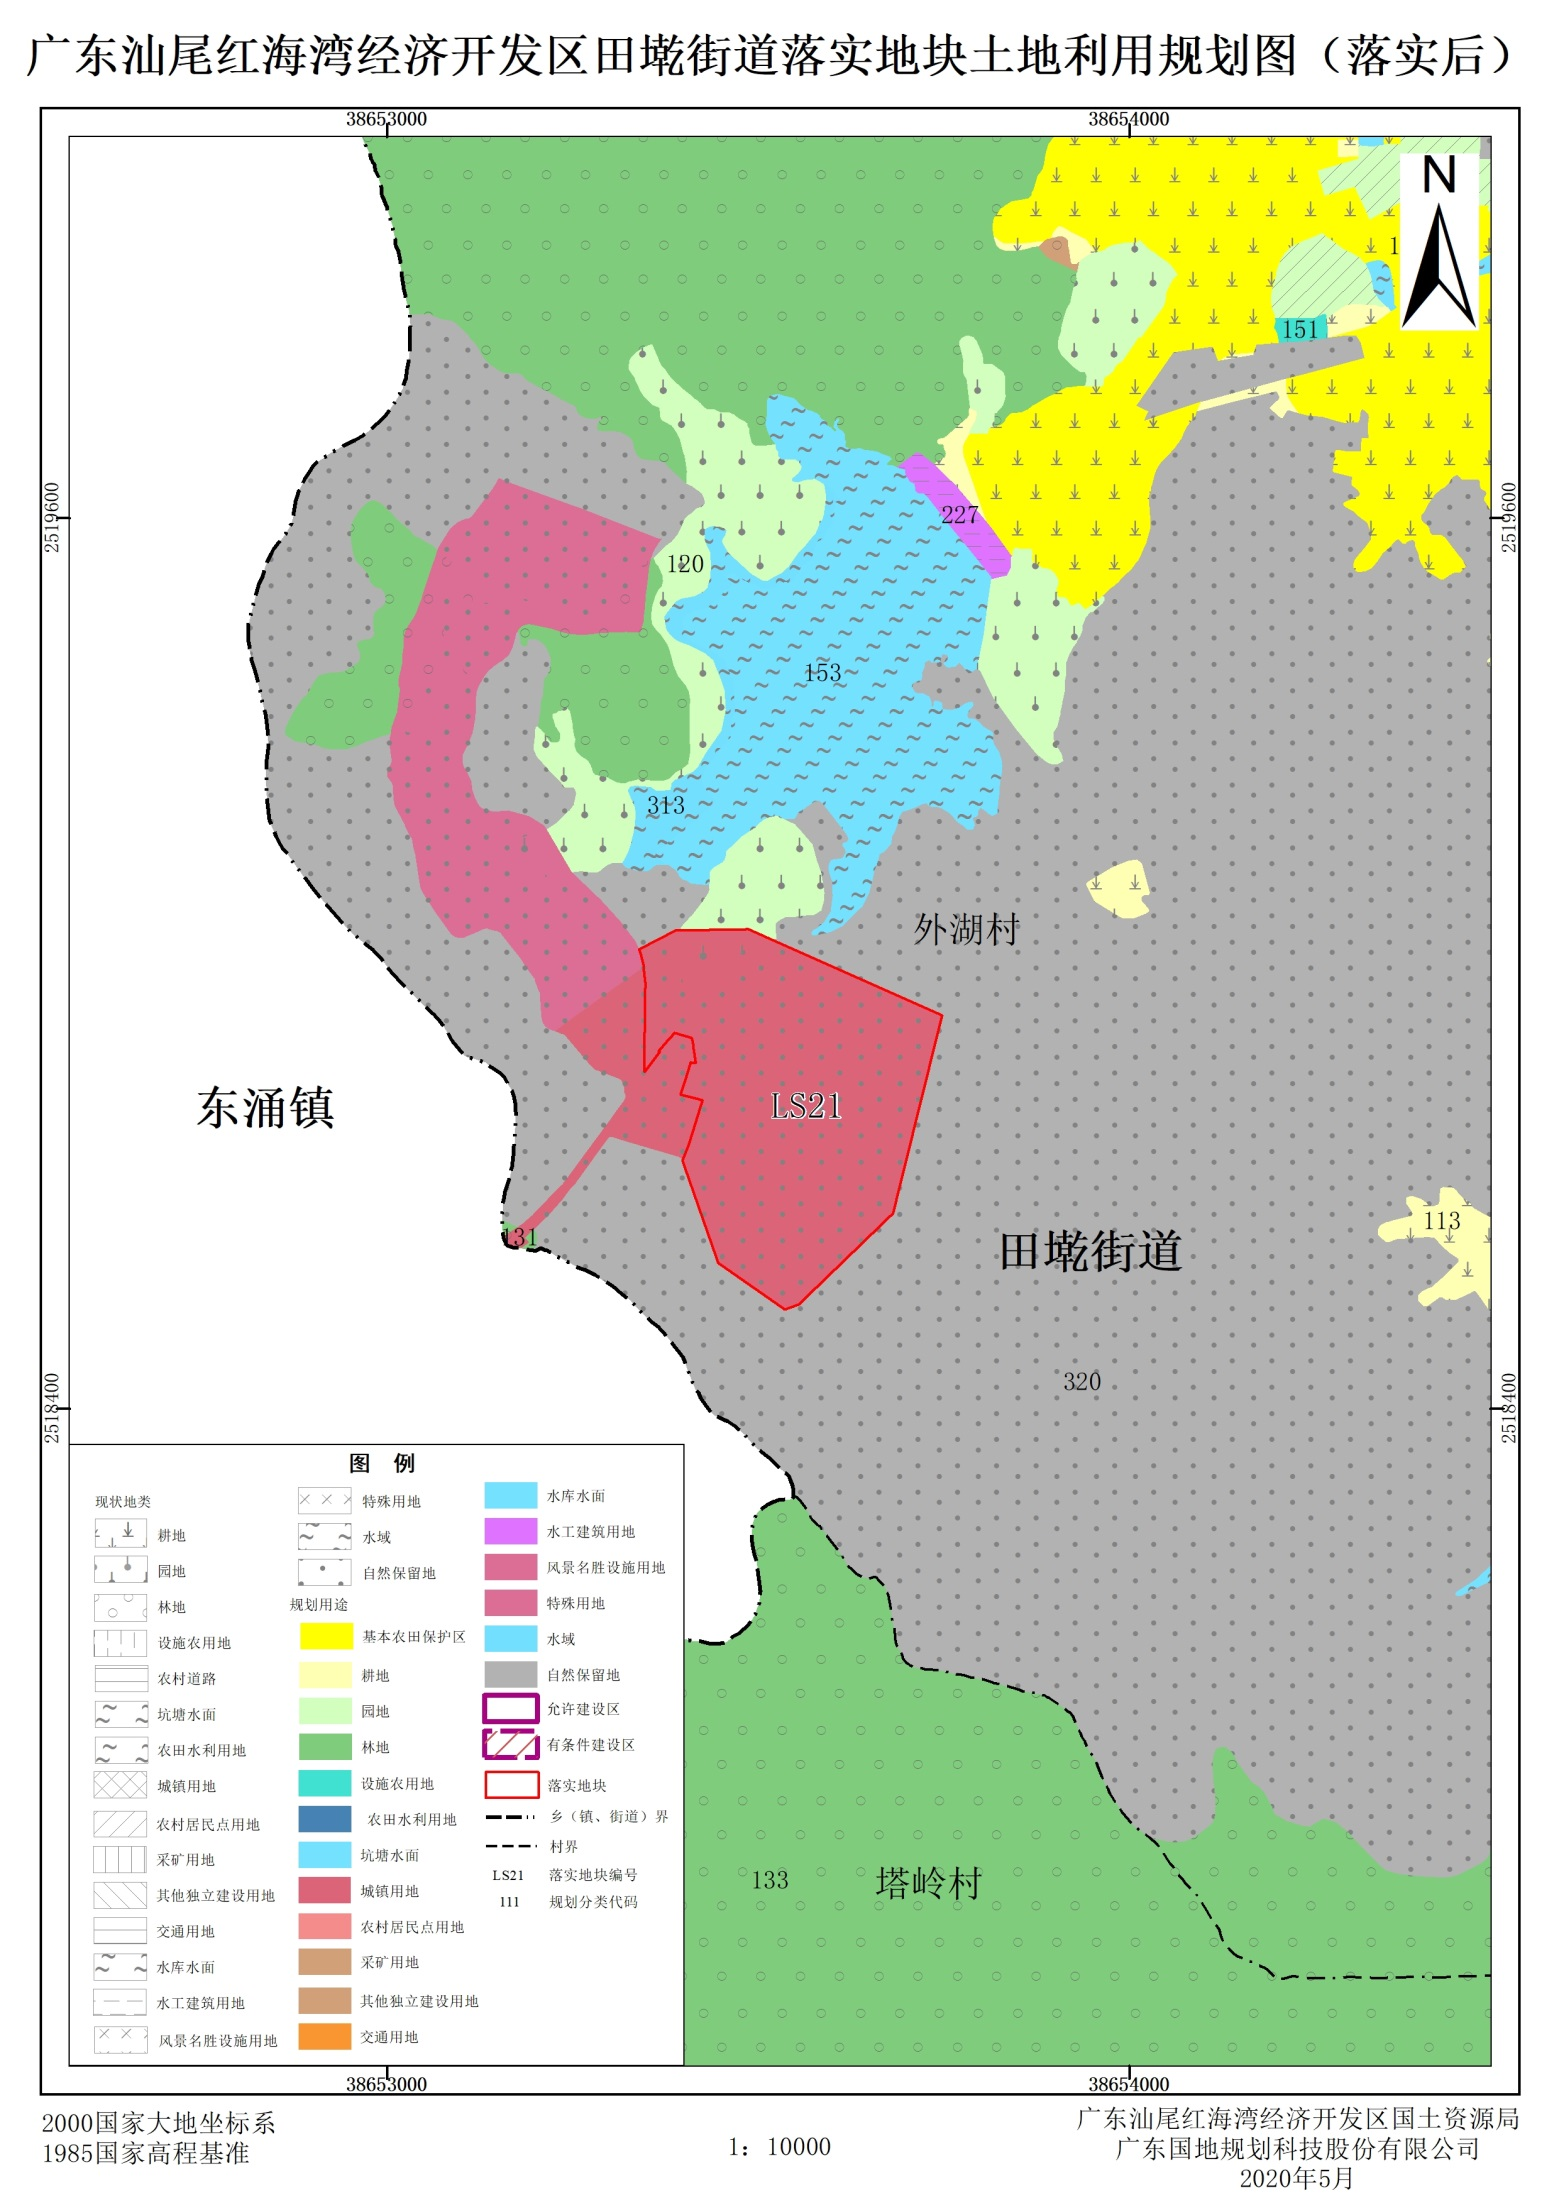 广东汕尾红海湾经济开发区田墘街道落实地块土地利用规划图（落实后）
38653000
38654000
N
1
151
2519600
2519600
227
120
153
313
外湖村
东涌镇
LS21
131
113
田墘街道
320
2518400
2518400
133
塔岭村
图 例
现状地类
耕地
园地
林地
设施农用地
农村道路
坑塘水面
农田水利用地
城镇用地
农村居民点用地
采矿用地
其他独立建设用地
交通用地
水库水面
水工建筑用地
风景名胜设施用地
特殊用地
水域
自然保留地
规划用途
基本农田保护区
耕地
园地
林地
设施农用地
农田水利用地
坑塘水面
城镇用地
农村居民点用地
采矿用地
其他独立建设用地
交通用地
水库水面
水工建筑用地
风景名胜设施用地
特殊用地
水域
自然保留地
允许建设区
有条件建设区
落实地块
乡（镇、街道）界
村界
LS21 落实地块编号
111 规划分类代码
38653000
38654000
2000国家大地坐标系
1985国家高程基准
1：10000
广东汕尾红海湾经济开发区国土资源局
广东国地规划科技股份有限公司
2020年5月